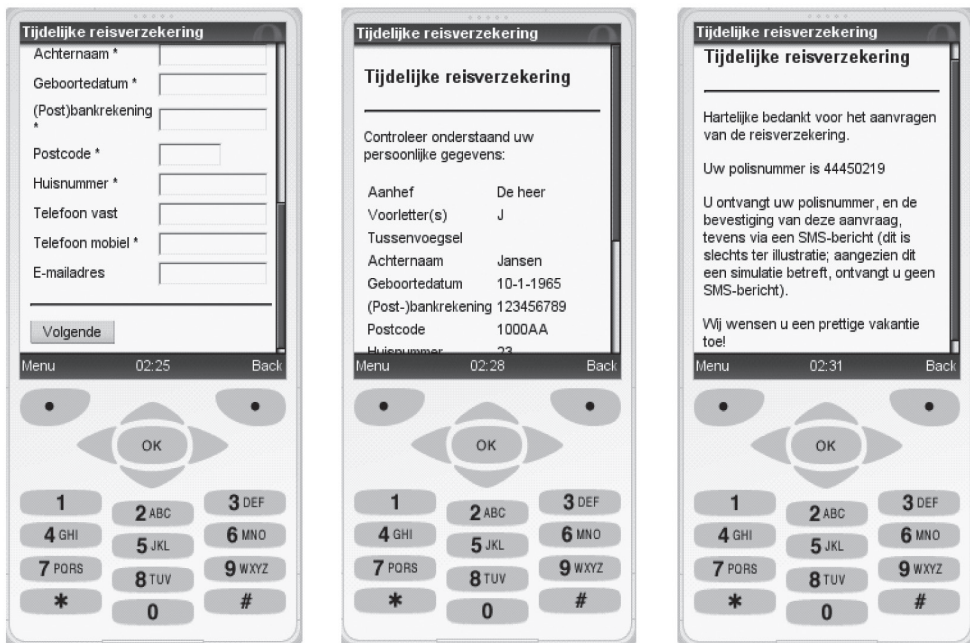 Tijdelijke reisverzekering
Achternaam *
Geboortedatum *
(Post)bankrekening
*
Postcode *
Huisnummer *
Telefoon vast
Telefoon mobiel *
E-mailadres
Volgende
Menu 02:25 Back
OK
1
2 ABC
3 DEF
4 GHI
5 JKL
6 MNO
7 PQRS
8 TUV
9 WXYZ
*
0
#
Tijdelijke reisverzekering
Tijdelijke reisverzekering
Controleer onderstaand uw
persoonlijke gegevens:
Aanhef De heer
Voorletter(s) J
Tussenvoegsel
Achternaam Jansen
Geboortedatum 10-1-1965
(Post-)bankrekening 123456789
Postcode 1000AA
Huisnummer 23
Menu 02:28 Back
OK
1
2 ABC
3 DEF
4 GHI
5 JKL
6 MNO
7 PQRS
8 TUV
9 WXYZ
*
0
#
Tijdelijke reisverzekering
Tijdelijke reisverzekering
Hartelijke bedankt voor het aanvragen
van de reisverzekering.
Uw polisnummer is 44450219
U ontvangt uw polisnummer, en de
bevestiging van deze aanvraag,
tevens via een SMS-bericht (dit is
slechts ter illustratie; aangezien dit
een simulatie betreft, ontvangt u geen
SMS-bericht).
Wij wensen u een prettige vakantie
toe!
Menu 02:31 Back
OK
1
2 ABC
3 DEF
4 GHI
5 JKL
6 MNO
7 PQRS
8 TUV
9 WXYZ
*
0
#